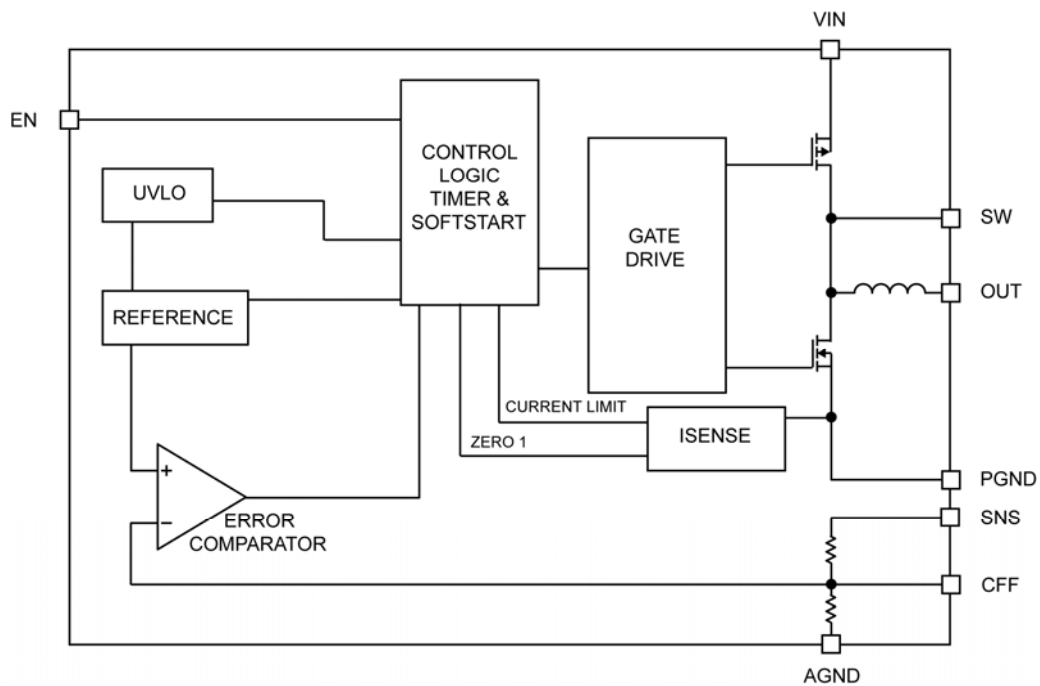 VIN
EN
CONTROL
LOGIC
TIMER &
SOFTSTART
UVLO
SW
GATE
DRIVE
OUT
REFERENCE
CURRENT LIMIT
ISENSE
ZERO 1
+
PGND
SNS
−
ERROR
COMPARATOR
CFF
AGND